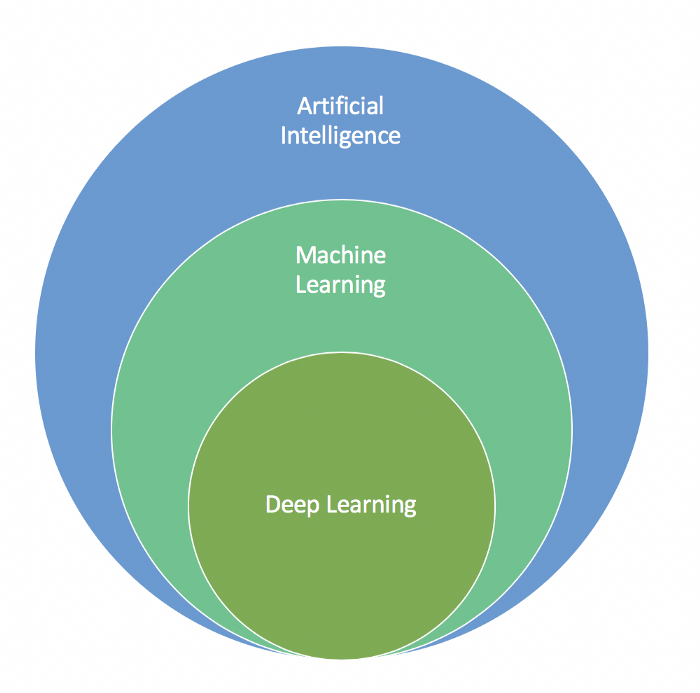 Artificial
Intelligence
Machine
Learning
Deep Learning